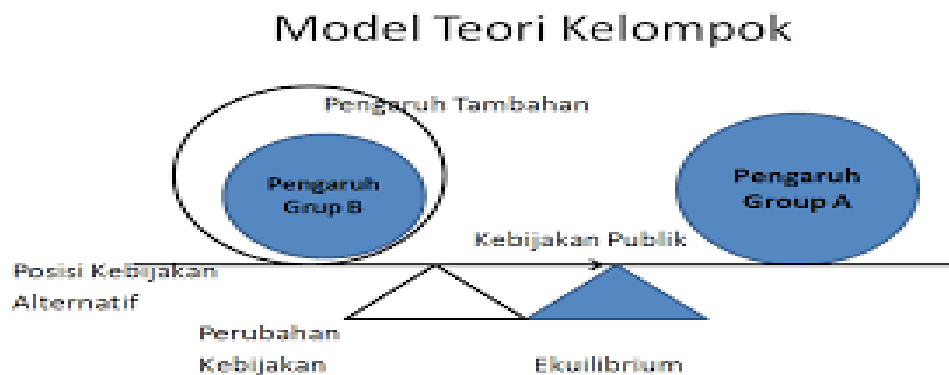 Model Teori Kelompok
Pengaruh Tambahan
Pengaruh
Grup B
Pengaruh
Group A
Kebijakan Publik
Posisi Kebijakan
Alternatif
Perubahan
Kebijakan
Ekuilibrium